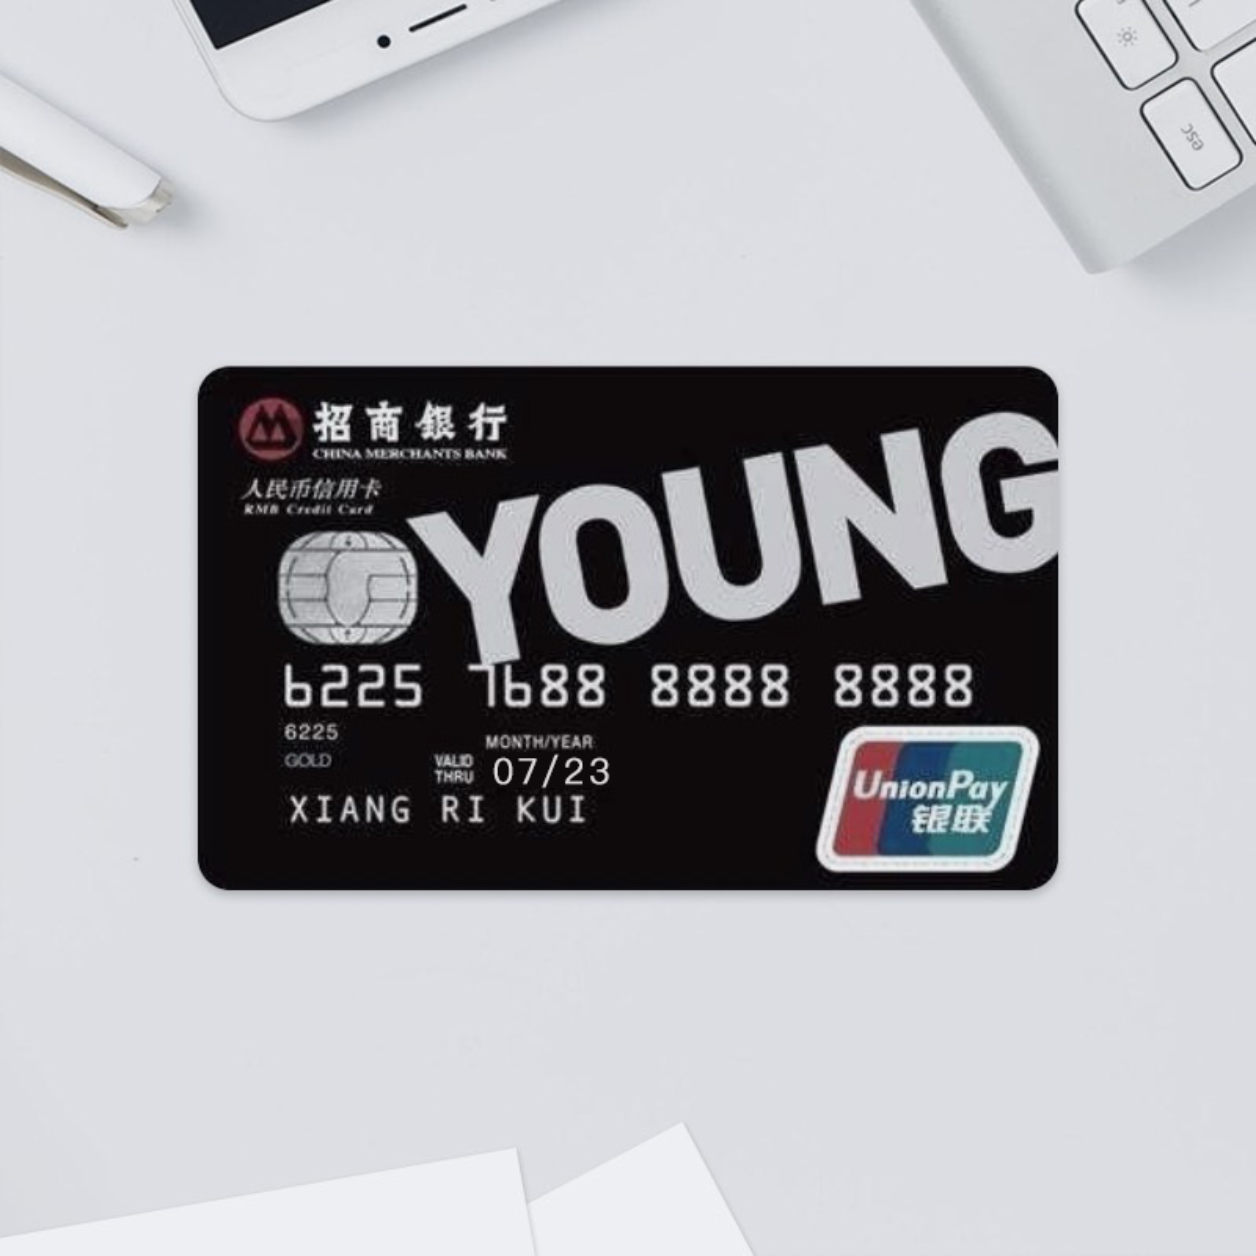 esc
招商银行
CHINA MERCHANTS BANK
人民币信用卡
RMB Credit Card
YOUNG
6225 7688 8888 8888
6225
MONTH/YEAR
GOLD
VALID THRU 07/23
XIANG RI KUI
UnionPay
银联